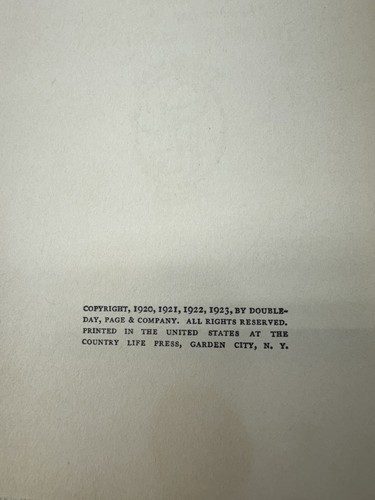 COPYRIGHT, 1920, 1921, 1922, 1923, BY DOUBLE-
DAY, PAGE & COMPANY. ALL RIGHTS RESERVED.
PRINTED IN THE UNITED STATES AT THE
COUNTRY LIFE PRESS, GARDEN CITY, N. Y.